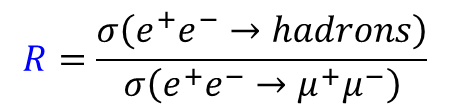 R = σ(e⁺e⁻ → hadrons) / σ(e⁺e⁻ → μ⁺μ⁻)